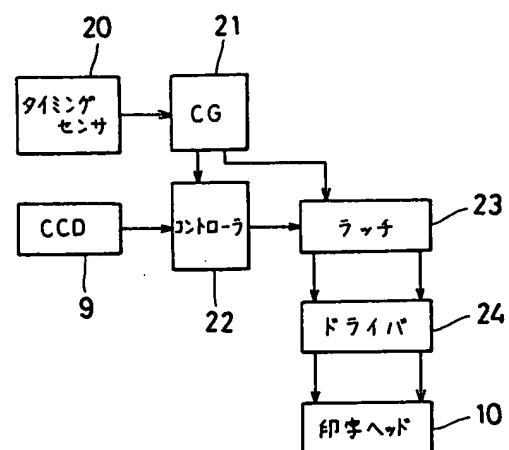 20
21
タイミング
センサ
CG
CCD
コントローラ
ラッチ
23
9
22
ドライバ
24
印字ヘッド
10